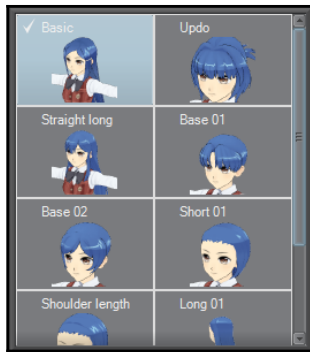 Basic
Updo
Straight long
Base 01
Base 02
Short 01
Shoulder length
Long 01